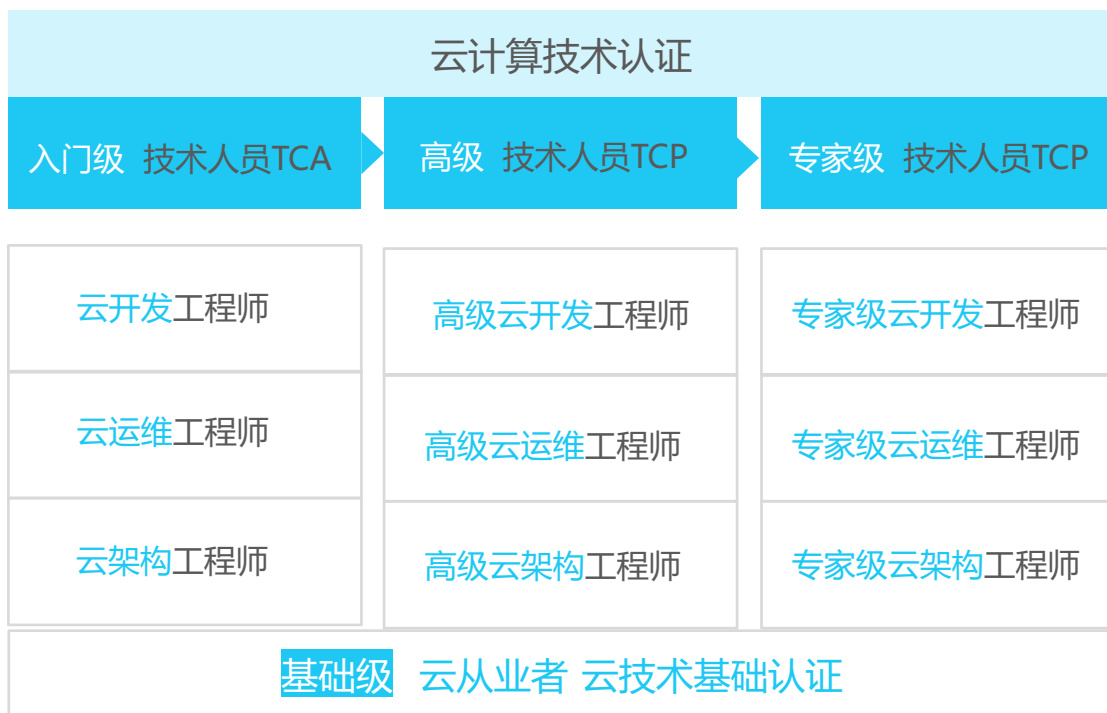 云计算技术认证
入门级 技术人员TCA
高级 技术人员TCP
专家级 技术人员TCP
云开发工程师
高级云开发工程师
专家级云开发工程师
云运维工程师
高级云运维工程师
专家级云运维工程师
云架构工程师
高级云架构工程师
专家级云架构工程师
基础级 云从业者 云技术基础认证